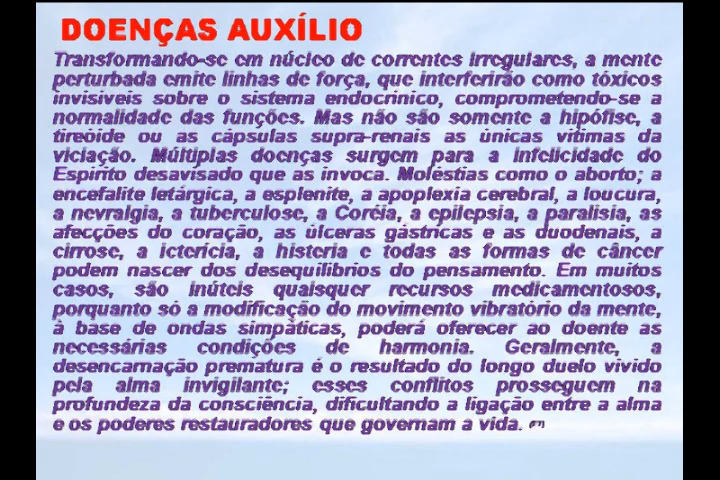 DOENÇAS AUXÍLIO
Transformando-se em núcleo de correntes irregulares, a mente
perturbada emite linhas de força, que interferirão como tóxicos
invisíveis sobre o sistema endocrínico, comprometendo-se a
normalidade das funções. Mas não são somente a hipófise, a
tireóide ou as cápsulas supra-renais as únicas vítimas da
viciação. Múltiplas doenças surgem para a infelicidade do
Espírito desavisado que as invoca. Moléstias como o aborto; a
encefalite letárgica, a esplenite, a apoplexia cerebral, a loucura,
a nevralgia, a tuberculose, a Coréia, a epilepsia, a paralisia, as
afecções do coração, as úlceras gástricas e as duodenais, a
cirrose, a icterícia, a histeria e todas as formas de câncer
podem nascer dos desequilíbrios do pensamento. Em muitos
casos, são inúteis quaisquer recursos medicamentosos,
porquanto só a modificação do movimento vibratório da mente,
à base de ondas simpáticas, poderá oferecer ao doente as
necessárias condições de harmonia. Geralmente, a
desencarnação prematura é o resultado do longo duelo vivido
pela alma invigilante; esses conflitos prosseguem na
profundeza da consciência, dificultando a ligação entre a alma
e os poderes restauradores que governam a vida.